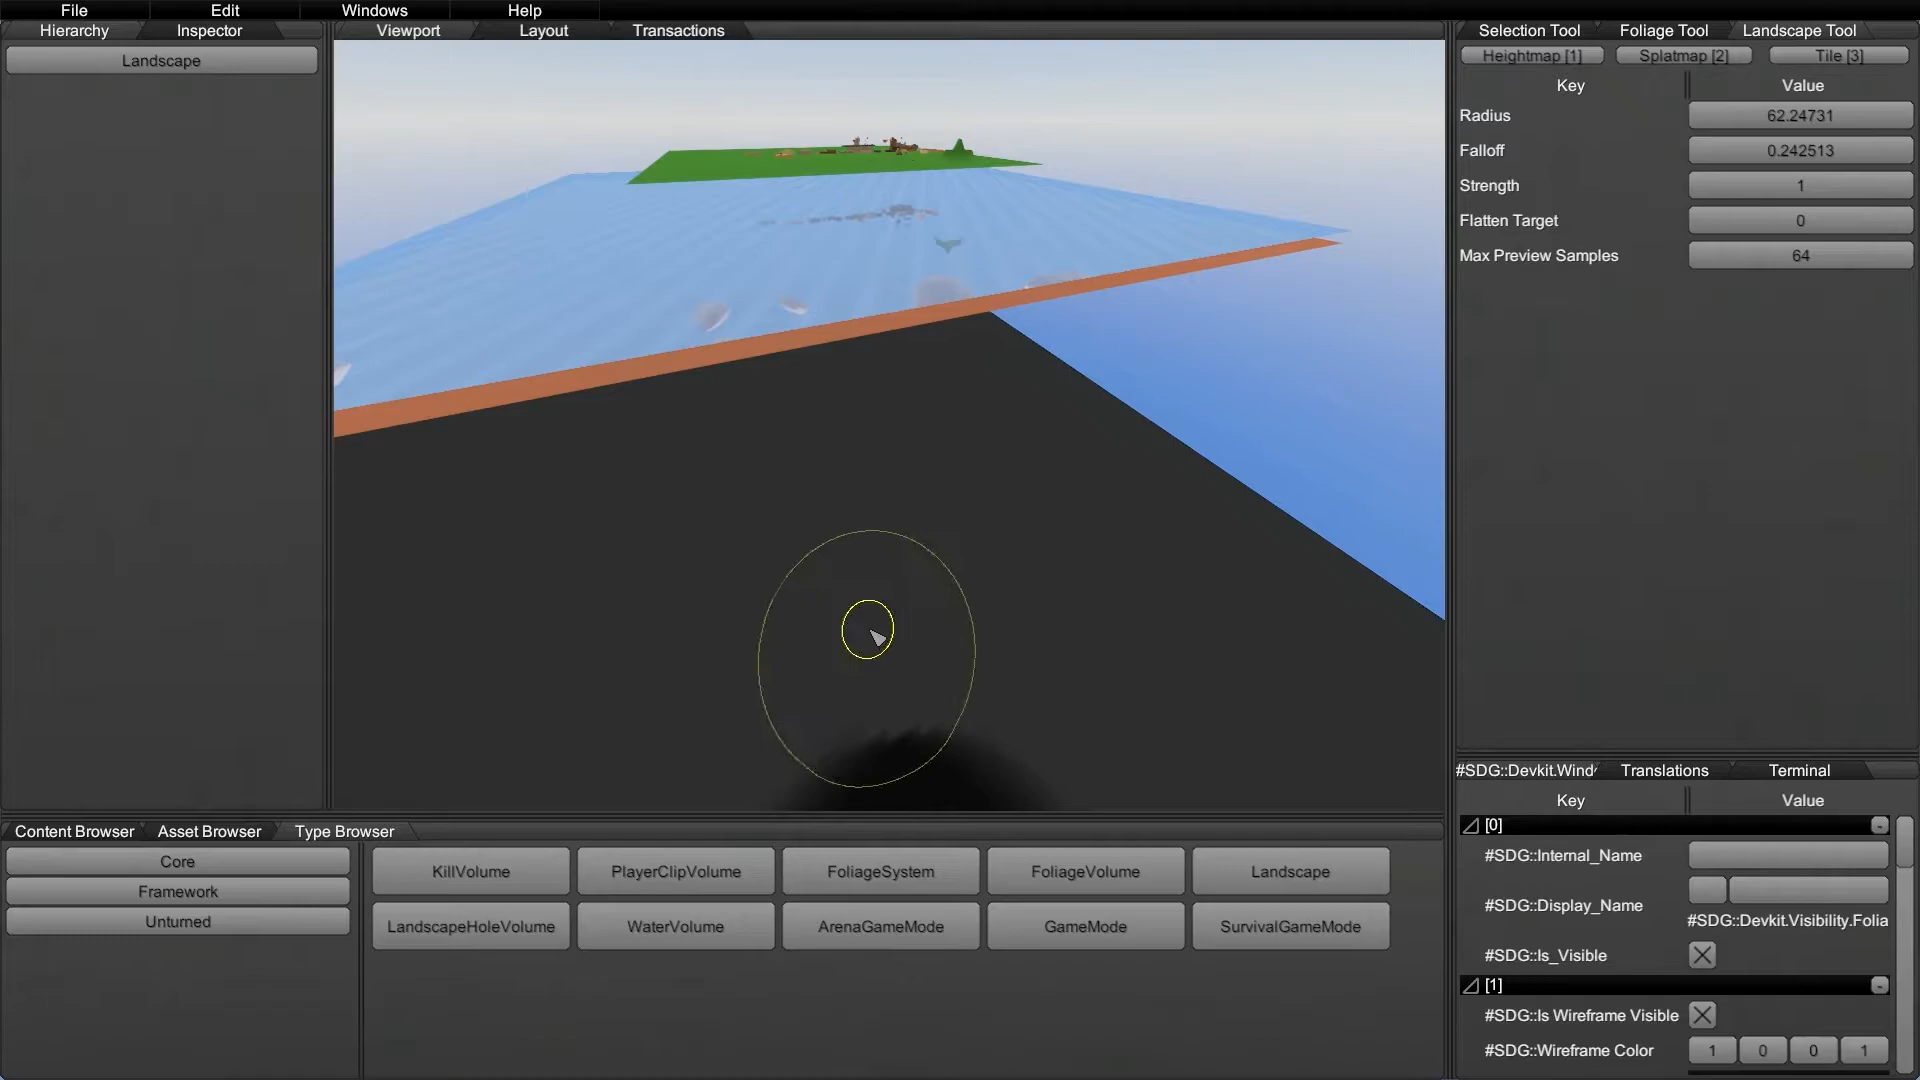 File Edit Windows Help
Hierarchy Inspector
Landscape
Viewport Layout Transactions
Selection Tool Foliage Tool Landscape Tool
Heightmap [1] Splatmap [2] Tile [3]
Key Value
Radius 62.24731
Falloff 0.242513
Strength 1
Flatten Target 0
Max Preview Samples 64
Content Browser Asset Browser Type Browser
Core
Framework
Unturned
KillVolume PlayerClipVolume FoliageSystem FoliageVolume Landscape
LandscapeHoleVolume WaterVolume ArenaGameMode GameMode SurvivalGameMode
#SDG::Devkit.Wind Translations Terminal
Key Value
[0] -
#SDG::Internal_Name
#SDG::Display_Name
#SDG::Devkit.Visibility.Folia
#SDG::Is_Visible
[1] -
#SDG::Is Wireframe Visible
#SDG::Wireframe Color 1 0 0 1